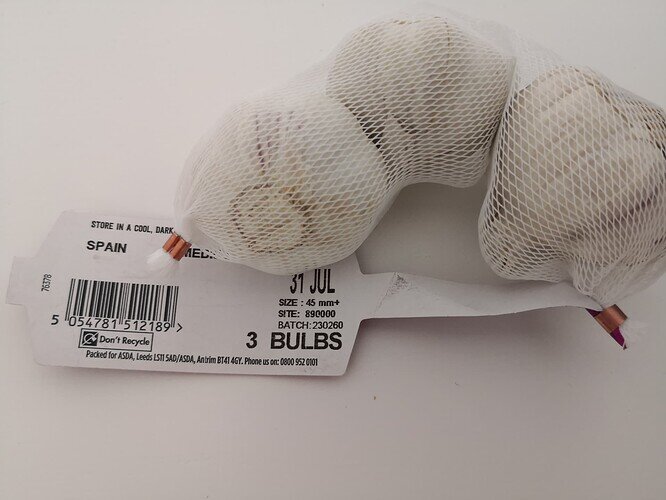 STORE IN A COOL, DARK
SPAIN
31 JUL
76378
SIZE : 45 mm+
SITE: 890000
BATCH: 230260
5 054781 512189 >
Don't Recycle
3 BULBS
Packed for ASDA, Leeds LS11 5AD/ASDA, Antrim BT41 4GY. Phone us on: 0800 952 0101